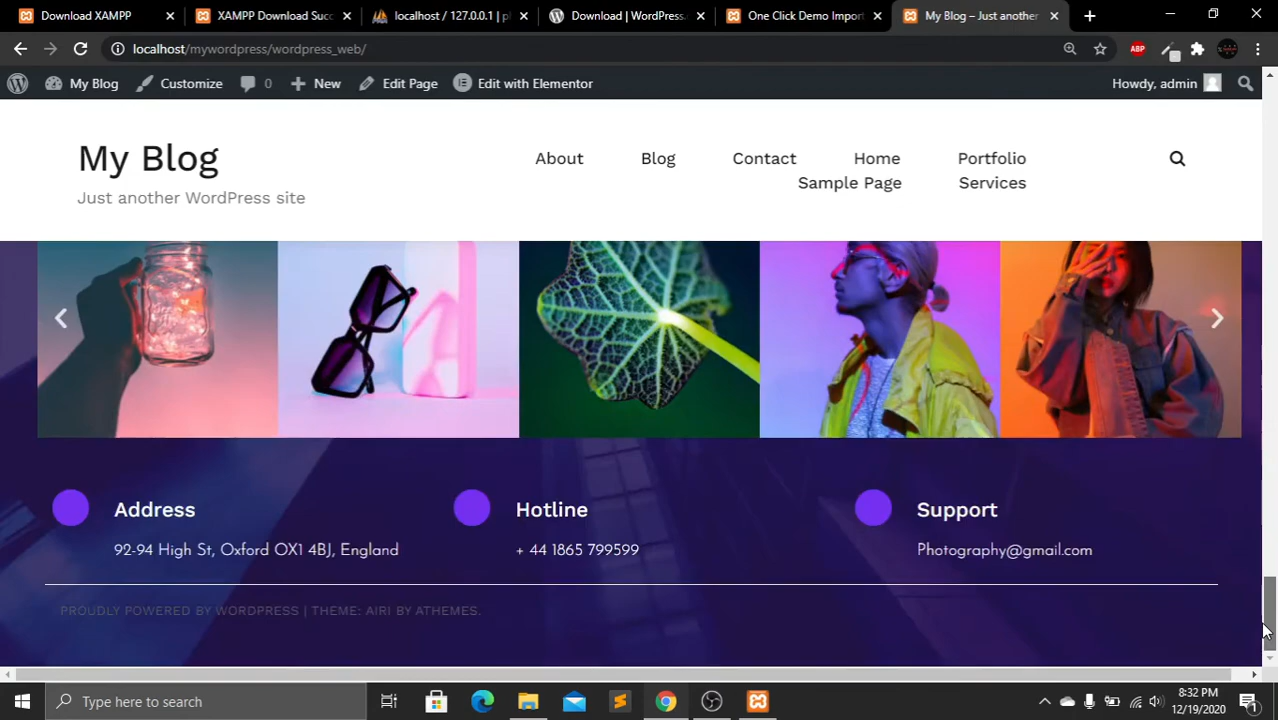 Download XAMPP
XAMPP Download Succ
localhost / 127.0.0.1 | p
Download | WordPress.
One Click Demo Import
My Blog – Just another
localhost/mywordpress/wordpress_web/
ABP
My Blog
Customize
0
New
Edit Page
Edit with Elementor
Howdy, admin
My Blog
Just another WordPress site
About Blog Contact Home Portfolio
Sample Page Services
Address
92-94 High St, Oxford OX1 4BJ, England
Hotline
+ 44 1865 799599
Support
Photography@gmail.com
PROUDLY POWERED BY WORDPRESS | THEME: AIRI BY ATHEMES.
Type here to search
8:32 PM
12/19/2020
1